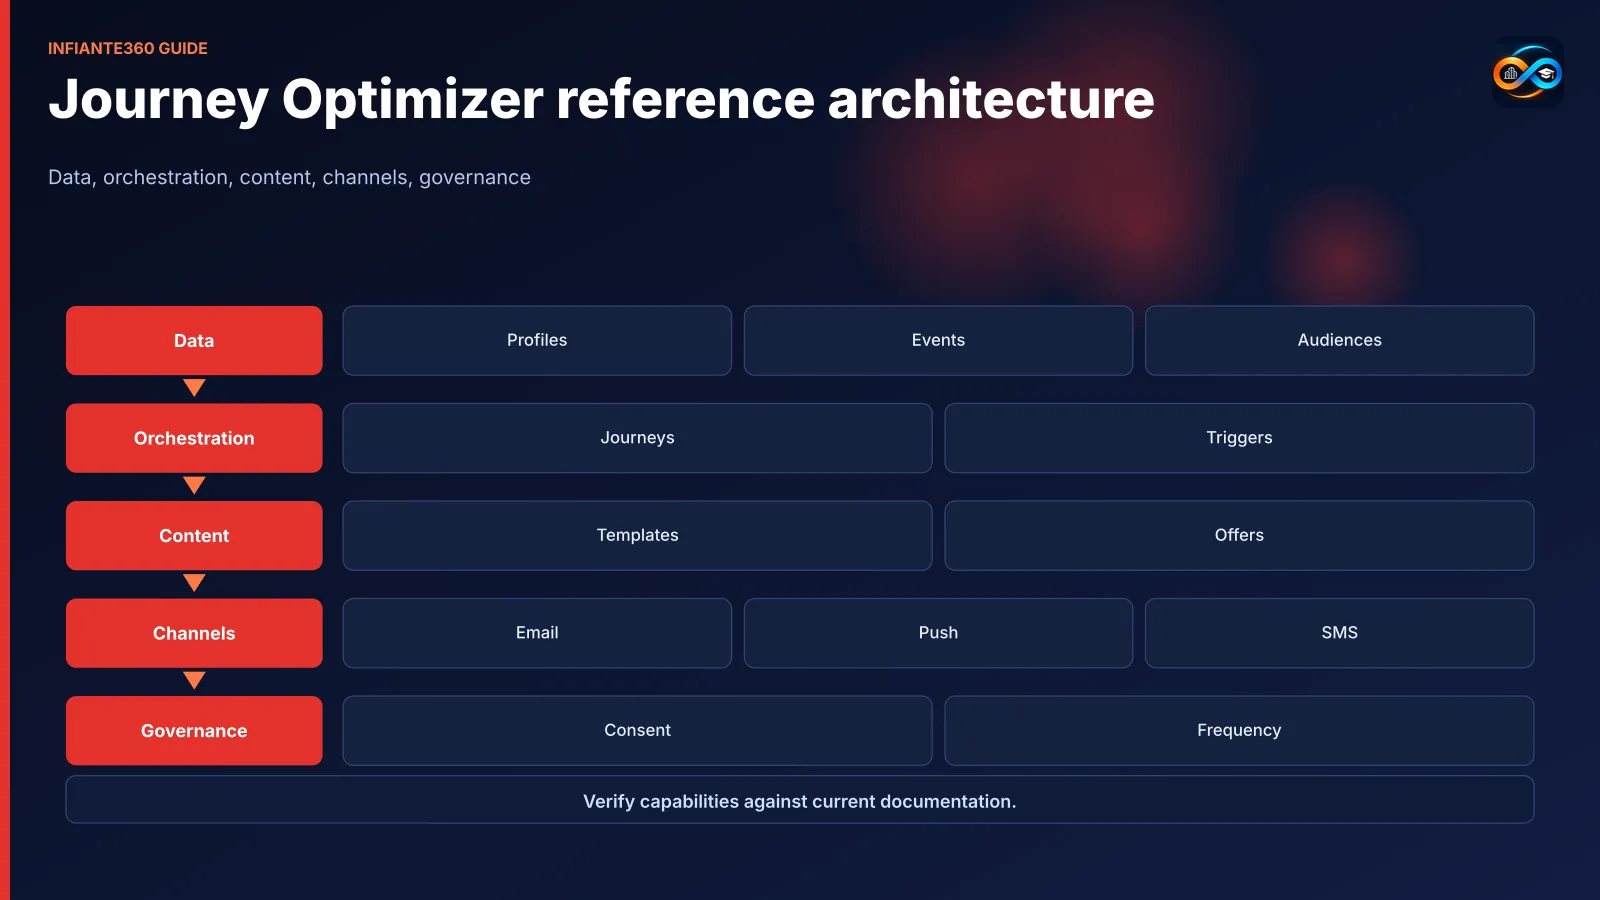 INFIANTE360 GUIDE
Journey Optimizer reference architecture
Data, orchestration, content, channels, governance
Data
Profiles
Events
Audiences
Orchestration
Journeys
Triggers
Content
Templates
Offers
Channels
Email
Push
SMS
Governance
Consent
Frequency
Verify capabilities against current documentation.